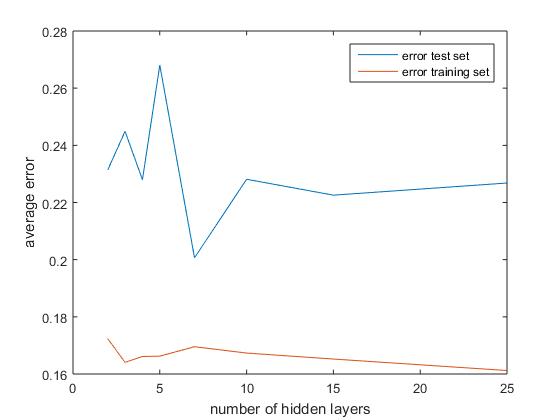 0.28
error test set
error training set
0.26
0.24
0.22
0.2
0.18
0.16
average error
0 5 10 15 20 25
number of hidden layers